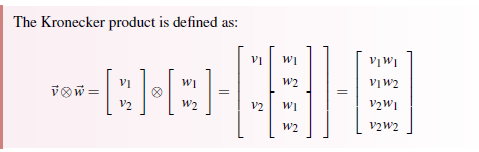 The Kronecker product is defined as:
v⃗ ⊗ w⃗ = [ v1 v2 ] ⊗ [ w1 w2 ] = [ v1 [ w1 w2 ] v2 [ w1 w2 ] ] = [ v1w1 v1w2 v2w1 v2w2 ]